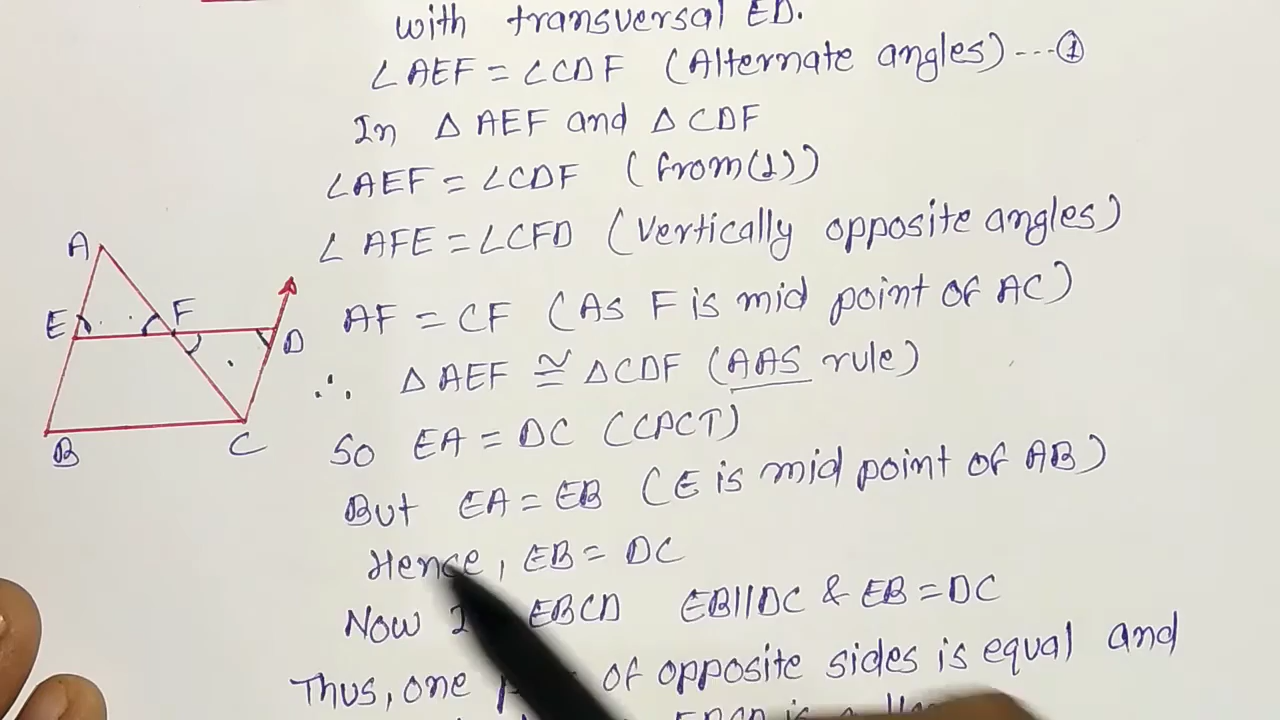 with transversal ED.
∠AEF = ∠CDF (Alternate angles) ---①
In △ AEF and △ CDF
∠AEF = ∠CDF (from(1))
∠ AFE = ∠CFD (Vertically opposite angles)
AF = CF (As F is mid point of AC)
∴ △ AEF ≅ △CDF (AAS rule)
So EA = DC (CPCT)
But EA = EB (E is mid point of AB)
Hence, EB = DC
Now EBCD EB||DC & EB = DC
Thus, one of opposite sides is equal and
A
E
F
D
B
C